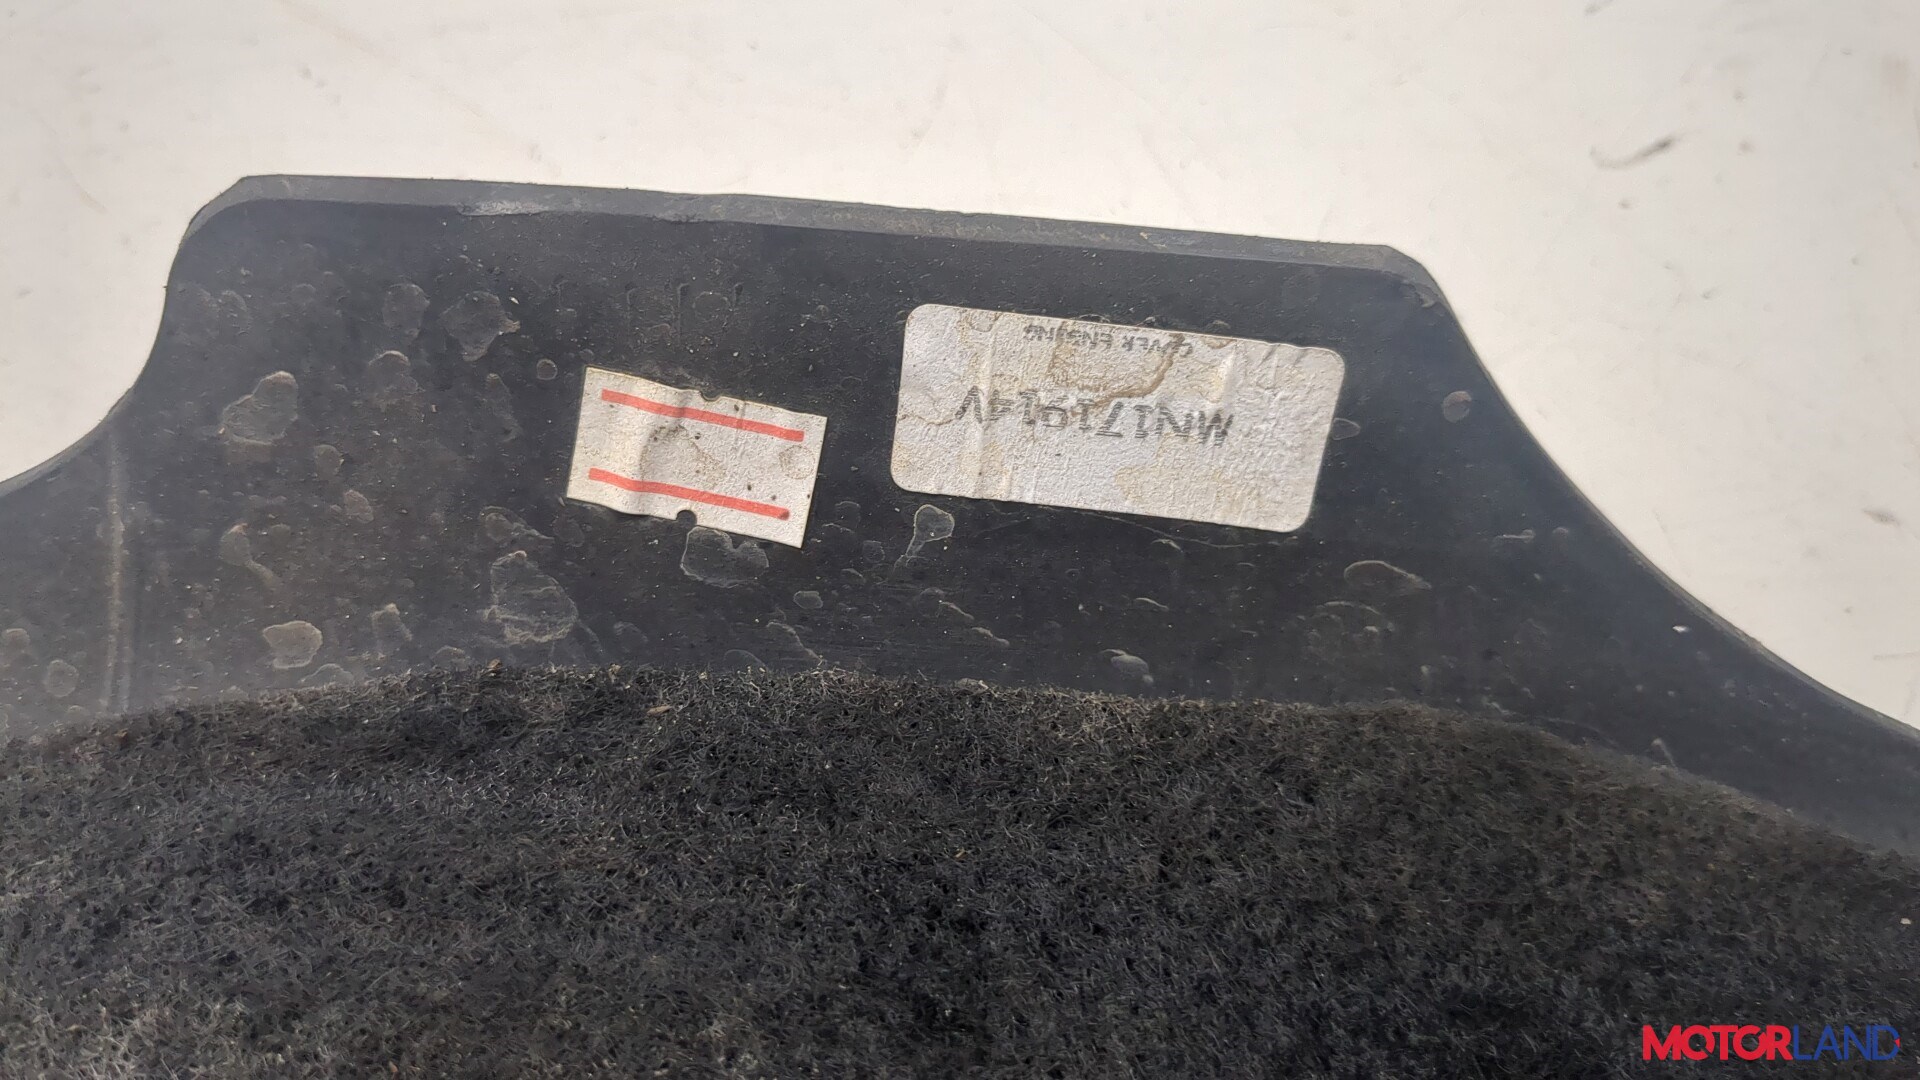 MN171914V
COVER ENGINE
MOTORLAND